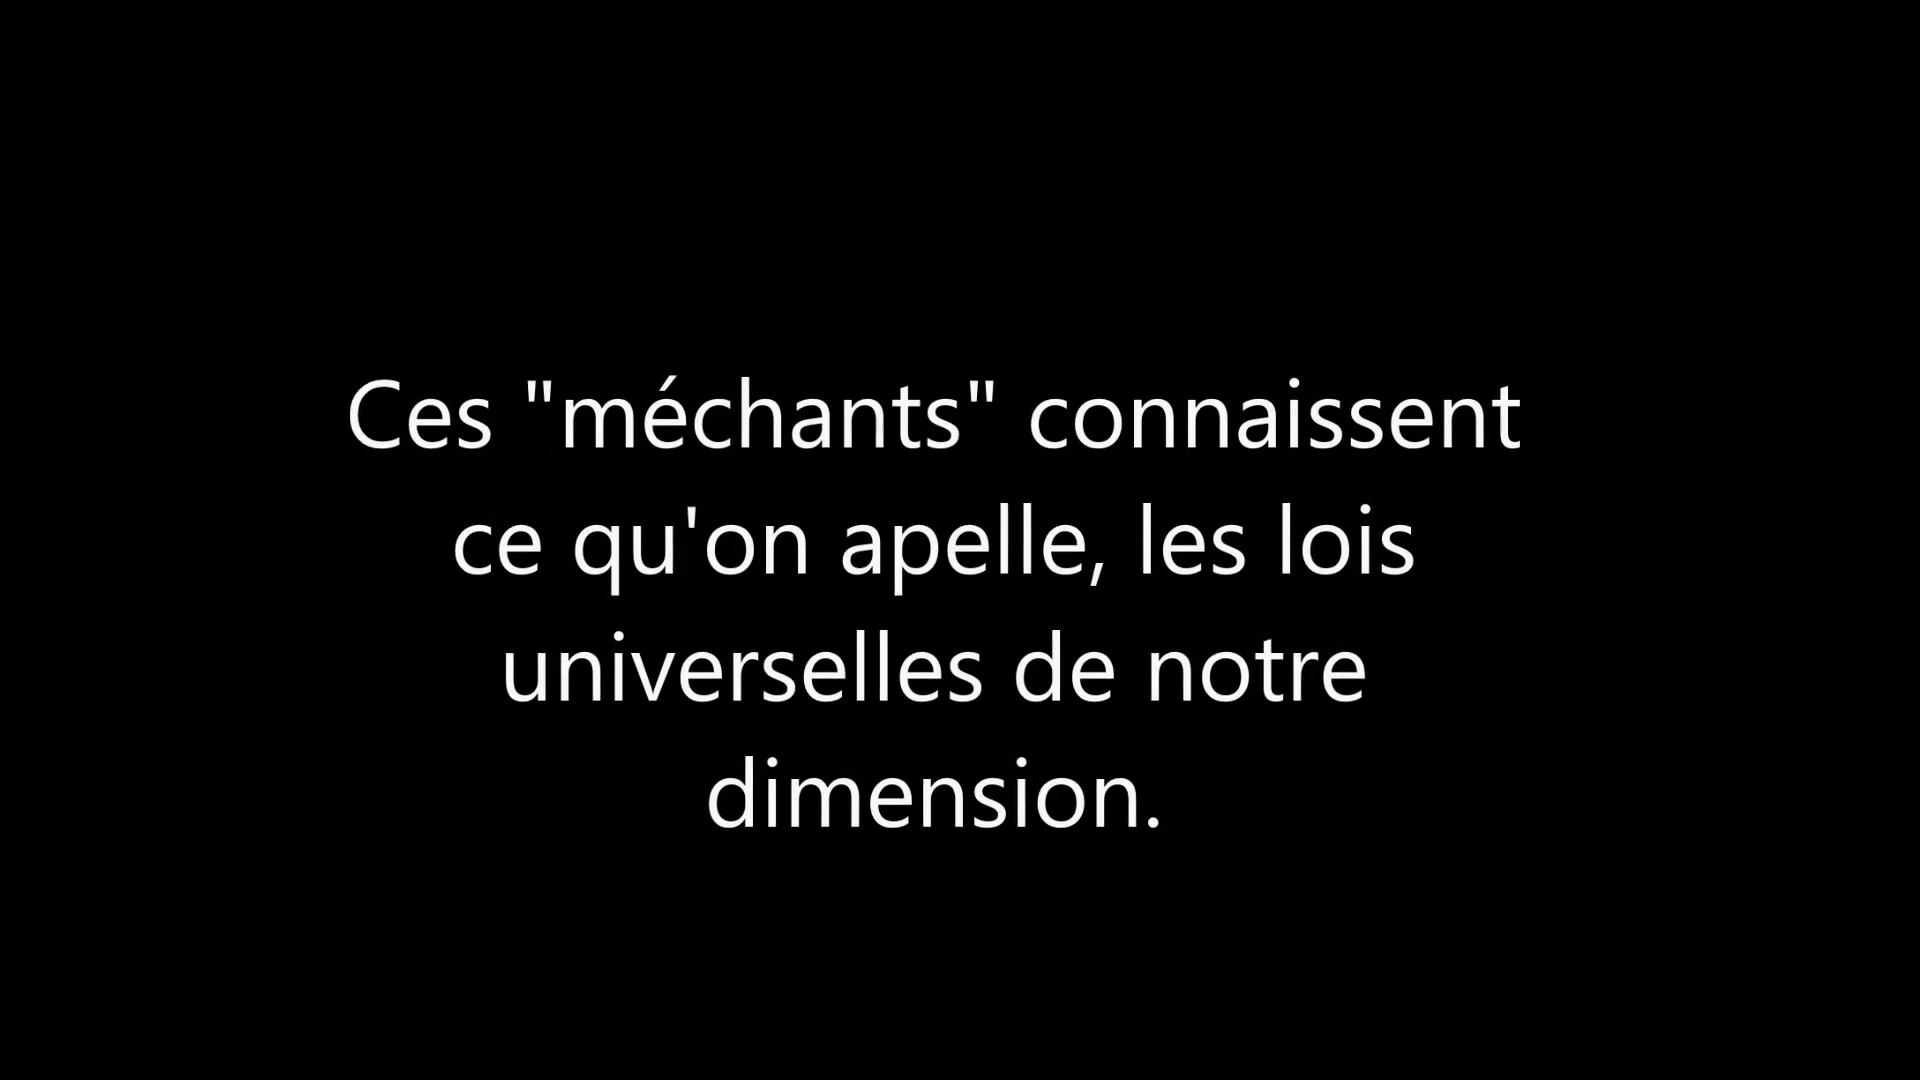 Ces "méchants" connaissent
ce qu'on apelle, les lois
universelles de notre
dimension.